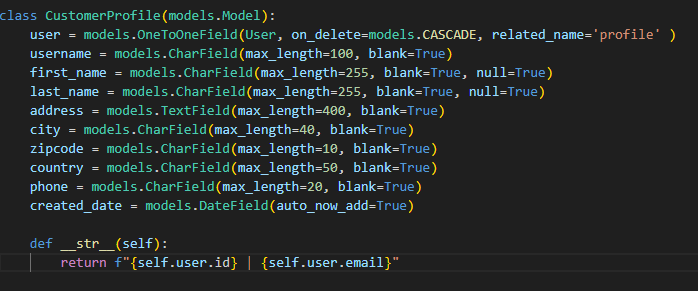 class CustomerProfile(models.Model):
    user = models.OneToOneField(User, on_delete=models.CASCADE, related_name='profile' )
    username = models.CharField(max_length=100, blank=True)
    first_name = models.CharField(max_length=255, blank=True, null=True)
    last_name = models.CharField(max_length=255, blank=True, null=True)
    address = models.TextField(max_length=400, blank=True)
    city = models.CharField(max_length=40, blank=True)
    zipcode = models.CharField(max_length=10, blank=True)
    country = models.CharField(max_length=50, blank=True)
    phone = models.CharField(max_length=20, blank=True)
    created_date = models.DateField(auto_now_add=True)
    def __str__(self):
        return f"{self.user.id} | {self.user.email}"